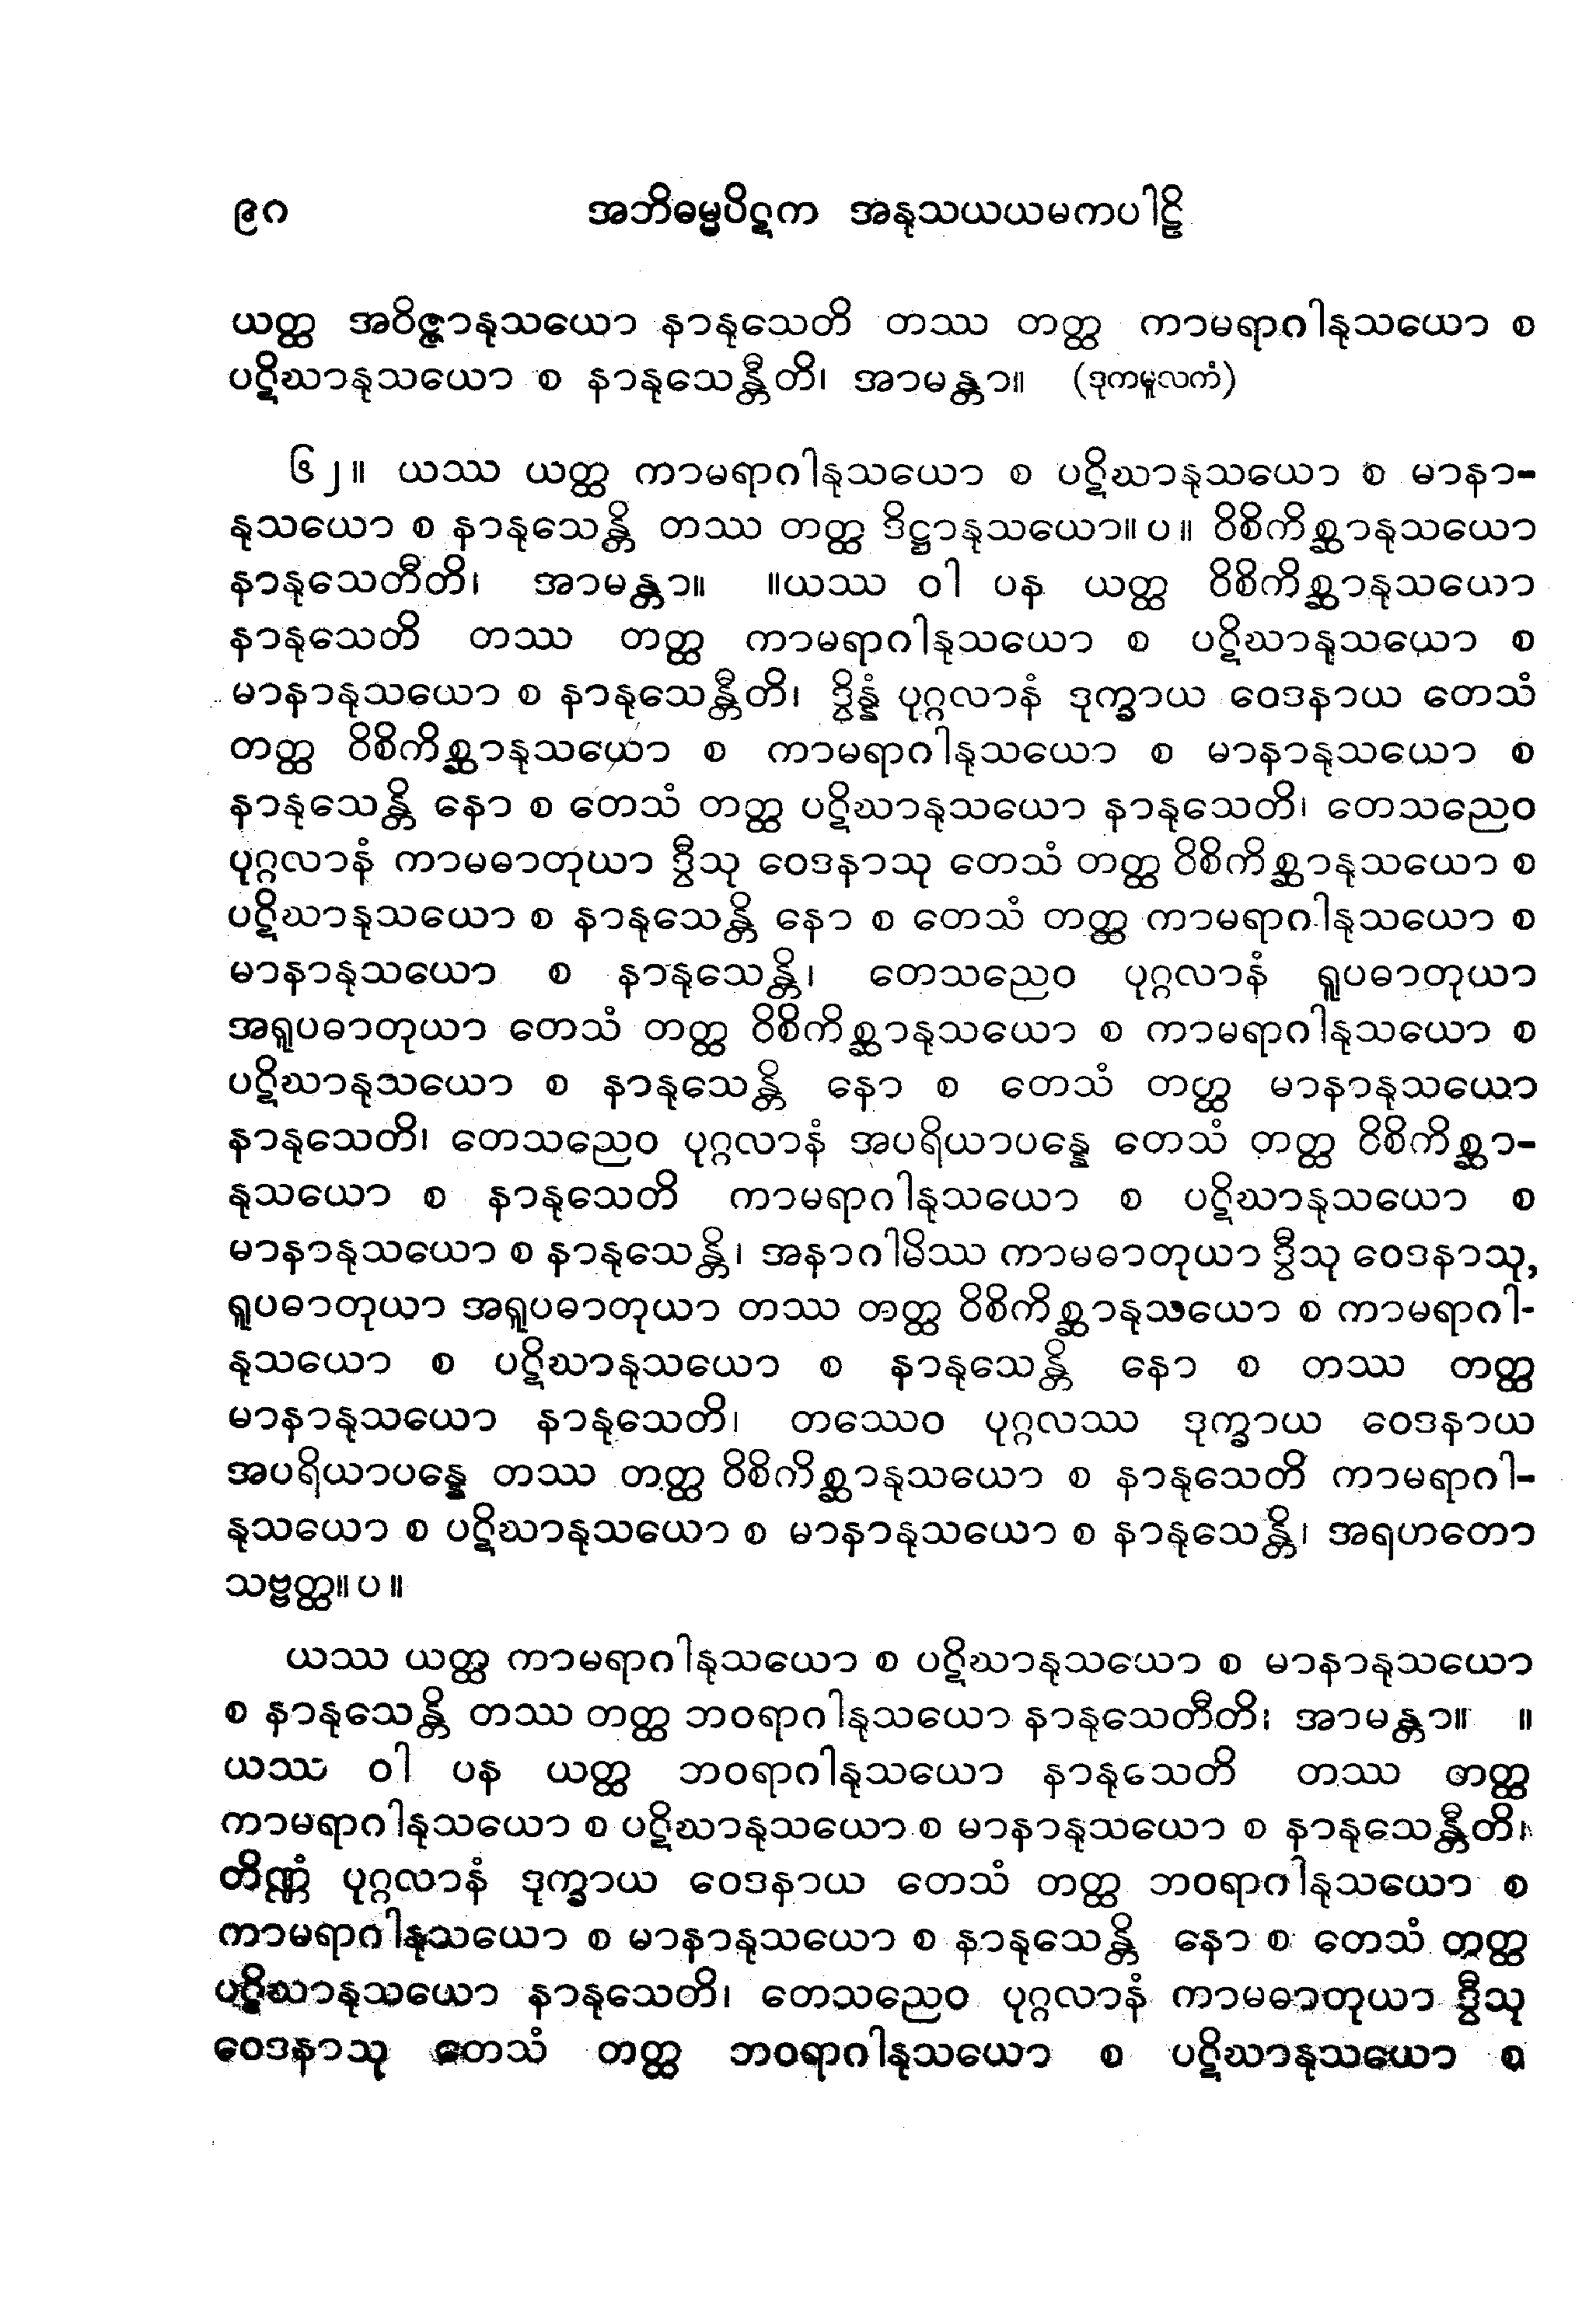 ၉ဂ အဘိဓမ္မပိဋက အနုသယယမကပါဠိ
ယတ္ထ အဝိဇ္ဇာနုသယော နာနုသေတိ တဿ တတ္ထ ကာမရာဂါနုသယော စ
ပဋိဃာနုသယော စ နာနုသေန္တီတိ၊ အာမန္တာ။ (ဒုကမူလကံ)
၆၂။ ယဿ ယတ္ထ ကာမရာဂါနုသယော စ ပဋိဃာနုသယော စ မာနာ-
နုသယော စ နာနုသေန္တိ တဿ တတ္ထ ဒိဋ္ဌာနုသယော။ပ။ ဝိစိကိစ္ဆာနုသယော
နာနုသေတီတိ၊ အာမန္တာ။ ။ယဿ ဝါ ပန ယတ္ထ ဝိစိကိစ္ဆာနုသယော
နာနုသေတိ တဿ တတ္ထ ကာမရာဂါနုသယော စ ပဋိဃာနုသယော စ
မာနာနုသယော စ နာနုသေန္တီတိ၊ ဒွိန္နံ ပုဂ္ဂလာနံ ဒုက္ခာယ ဝေဒနာယ တေသံ
တတ္ထ ဝိစိကိစ္ဆာနုသယော စ ကာမရာဂါနုသယော စ မာနာနုသယော စ
နာနုသေန္တိ နော စ တေသံ တတ္ထ ပဋိဃာနုသယော နာနုသေတိ၊ တေသညေဝ
ပုဂ္ဂလာနံ ကာမဓာတုယာ ဒွီသု ဝေဒနာသု တေသံ တတ္ထ ဝိစိကိစ္ဆာနုသယော စ
ပဋိဃာနုသယော စ နာနုသေန္တိ နော စ တေသံ တတ္ထ ကာမရာဂါနုသယော စ
မာနာနုသယော စ နာနုသေန္တိ၊ တေသညေဝ ပုဂ္ဂလာနံ ရူပဓာတုယာ
အရူပဓာတုယာ တေသံ တတ္ထ ဝိစိကိစ္ဆာနုသယော စ ကာမရာဂါနုသယော စ
ပဋိဃာနုသယော စ နာနုသေန္တိ နော စ တေသံ တတ္ထ မာနာနုသယော
နာနုသေတိ၊ တေသညေဝ ပုဂ္ဂလာနံ အပရိယာပန္နေ တေသံ တတ္ထ ဝိစိကိစ္ဆာ-
နုသယော စ နာနုသေတိ ကာမရာဂါနုသယော စ ပဋိဃာနုသယော စ
မာနာနုသယော စ နာနုသေန္တိ၊ အနာဂါမိဿ ကာမဓာတုယာ ဒွီသု ဝေဒနာသု,
ရူပဓာတုယာ အရူပဓာတုယာ တဿ တတ္ထ ဝိစိကိစ္ဆာနုသယော စ ကာမရာဂါ-
နုသယော စ ပဋိဃာနုသယော စ နာနုသေန္တိ နော စ တဿ တတ္ထ
မာနာနုသယော နာနုသေတိ၊ တဿေဝ ပုဂ္ဂလဿ ဒုက္ခာယ ဝေဒနာယ
အပရိယာပန္နေ တဿ တတ္ထ ဝိစိကိစ္ဆာနုသယော စ နာနုသေတိ ကာမရာဂါ-
နုသယော စ ပဋိဃာနုသယော စ မာနာနုသယော စ နာနုသေန္တိ၊ အရဟတော
သဗ္ဗတ္ထ။ပ။
ယဿ ယတ္ထ ကာမရာဂါနုသယော စ ပဋိဃာနုသယော စ မာနာနုသယော
စ နာနုသေန္တိ တဿ တတ္ထ ဘဝရာဂါနုသယော နာနုသေတီတိ၊ အာမန္တာ။ ။
ယဿ ဝါ ပန ယတ္ထ ဘဝရာဂါနုသယော နာနုသေတိ တဿ တတ္ထ
ကာမရာဂါနုသယော စ ပဋိဃာနုသယော စ မာနာနုသယော စ နာနုသေန္တီတိ၊
တိဏ္ဏံ ပုဂ္ဂလာနံ ဒုက္ခာယ ဝေဒနာယ တေသံ တတ္ထ ဘဝရာဂါနုသယော စ
ကာမရာဂါနုသယော စ မာနာနုသယော စ နာနုသေန္တိ နော စ တေသံ တတ္ထ
ပဋိဃာနုသယော နာနုသေတိ၊ တေသညေဝ ပုဂ္ဂလာနံ ကာမဓာတုယာ ဒွီသု
ဝေဒနာသု တေသံ တတ္ထ ဘဝရာဂါနုသယော စ ပဋိဃာနုသယော စ